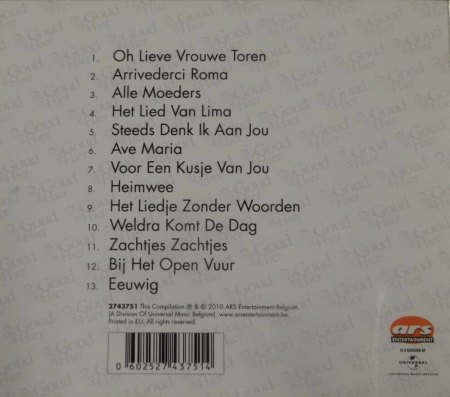 1. Oh Lieve Vrouwe Toren
2. Arrivederci Roma
3. Alle Moeders
4. Het Lied Van Lima
5. Steeds Denk Ik Aan Jou
6. Ave Maria
7. Voor Een Kusje Van Jou
8. Heimwee
9. Het Liedje Zonder Woorden
10. Weldra Komt De Dag
11. Zachtjes Zachtjes
12. Bij Het Open Vuur
13. Eeuwig
2743751 This Compilation ℗ & © 2010 ARS Entertainment Belgium.
(A Division Of Universal Music Belgium). www.arsentertainment.be.
Printed in EU. All rights reserved.
0 602527 437514
ars
ENTERTAINMENT
UNIVERSAL
UNIVERSAL MUSIC BELGIUM